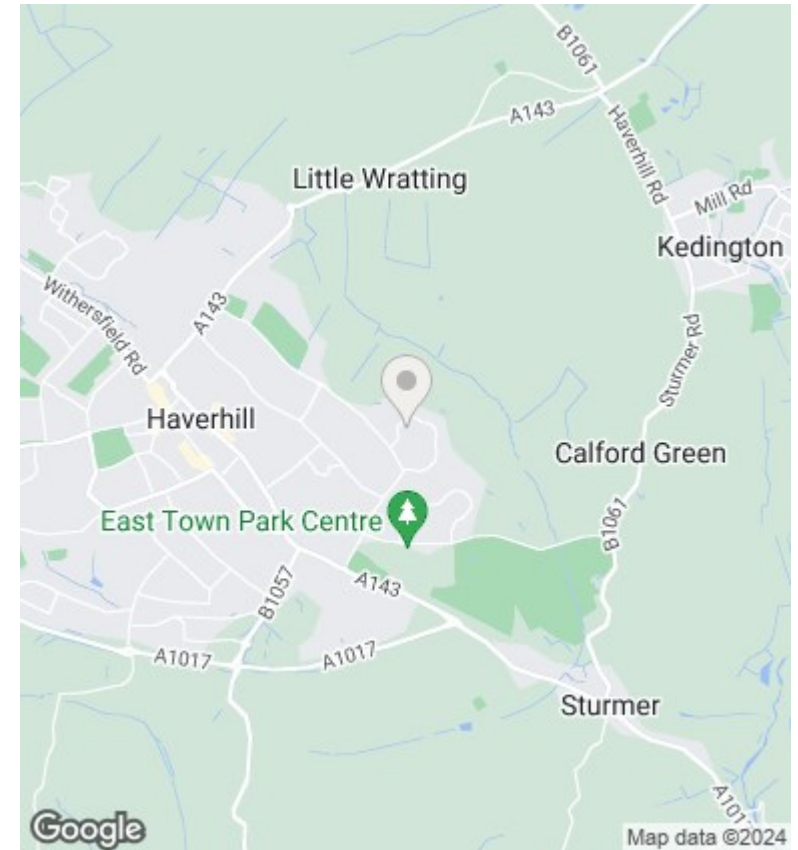 B1061
A143
Haverhill Rd
Little Wratting
Mill Rd
Kedington
Withersfield Rd
A143
Sturmer Rd
Haverhill
Calford Green
East Town Park Centre
B1061
B1057
A143
A1017
A1017
Sturmer
Google
Map data ©2024